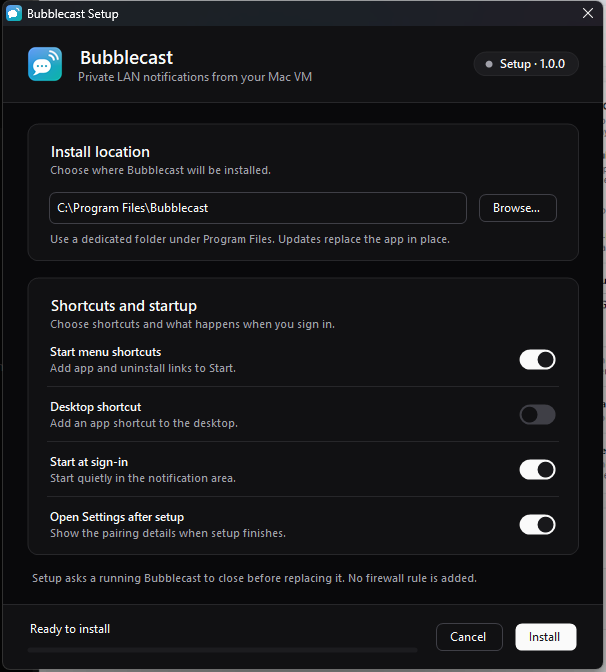 Bubblecast Setup
Bubblecast
Private LAN notifications from your Mac VM
Setup · 1.0.0
Install location
Choose where Bubblecast will be installed.
C:\Program Files\Bubblecast
Browse...
Use a dedicated folder under Program Files. Updates replace the app in place.
Shortcuts and startup
Choose shortcuts and what happens when you sign in.
Start menu shortcuts
Add app and uninstall links to Start.
Desktop shortcut
Add an app shortcut to the desktop.
Start at sign-in
Start quietly in the notification area.
Open Settings after setup
Show the pairing details when setup finishes.
Setup asks a running Bubblecast to close before replacing it. No firewall rule is added.
Ready to install
Cancel
Install